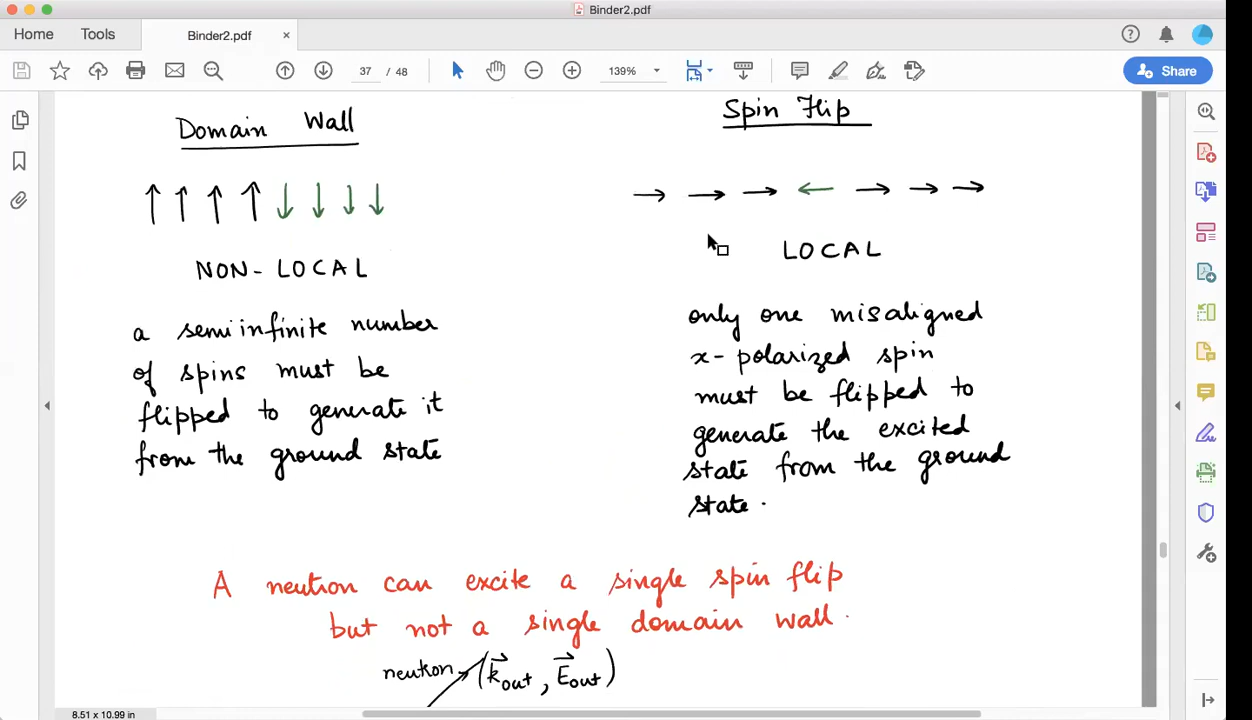 Binder2.pdf
Home
Tools
Binder2.pdf
37 / 48
139%
Share
Domain Wall
NON-LOCAL
a semiinfinite number
of spins must be
flipped to generate it
from the ground state
Spin Flip
LOCAL
only one misaligned
x-polarized spin
must be flipped to
generate the excited
state from the ground
state.
A neutron can excite a single spin flip
but not a single domain wall.
neutron (k⃗out, E⃗out)
8.51 x 10.99 in